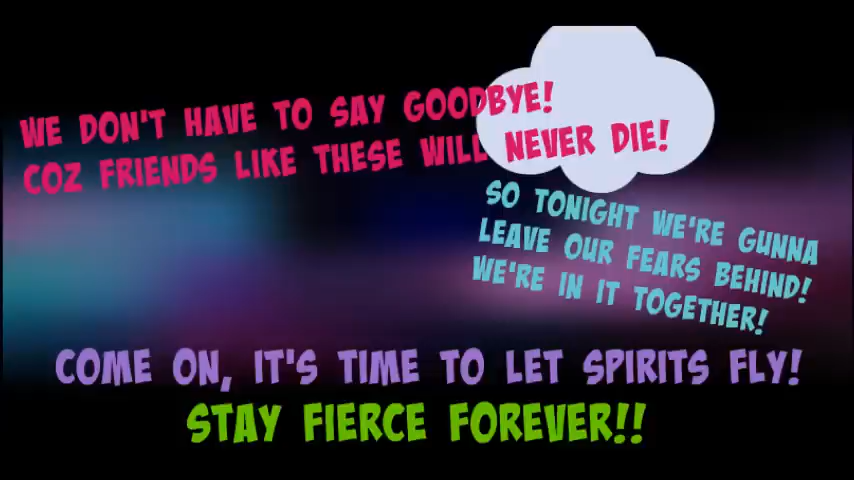 WE DON'T HAVE TO SAY GOODBYE!
COZ FRIENDS LIKE THESE WILL NEVER DIE!
SO TONIGHT WE'RE GUNNA
LEAVE OUR FEARS BEHIND!
WE'RE IN IT TOGETHER!
COME ON, IT'S TIME TO LET SPIRITS FLY!
STAY FIERCE FOREVER!!